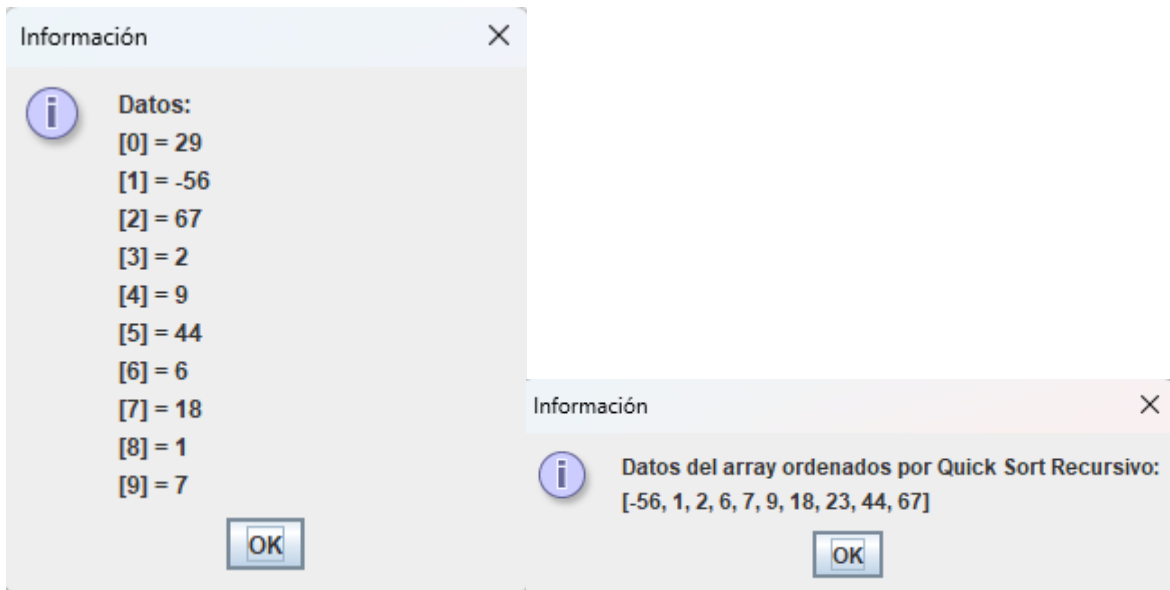 Información
Datos:
[0] = 29
[1] = -56
[2] = 67
[3] = 2
[4] = 9
[5] = 44
[6] = 6
[7] = 18
[8] = 1
[9] = 7
OK
Información
Datos del array ordenados por Quick Sort Recursivo:
[-56, 1, 2, 6, 7, 9, 18, 23, 44, 67]
OK